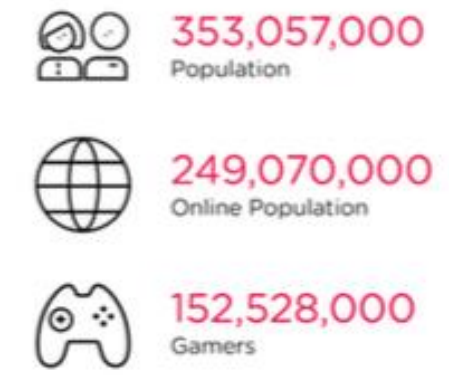 353,057,000
Population
249,070,000
Online Population
152,528,000
Gamers